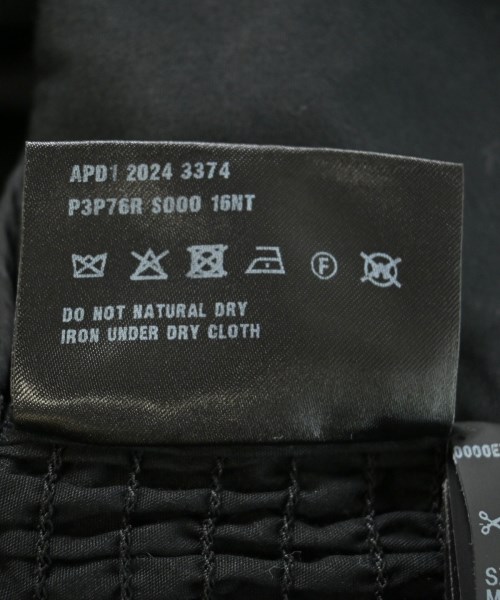 APD1 2024 3374
P3P76R S000 16NT
F
W
DO NOT NATURAL DRY
IRON UNDER DRY CLOTH